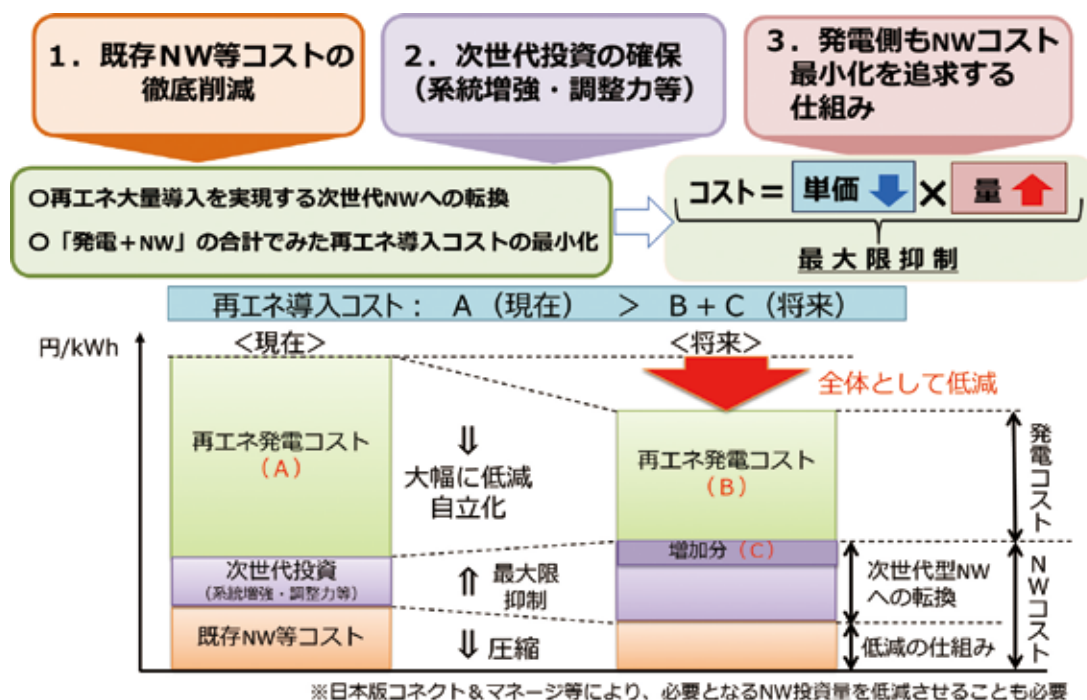 1．既存NW等コストの
徹底削減
2．次世代投資の確保
（系統増強・調整力等）
3．発電側もNWコスト
最小化を追求する
仕組み
○再エネ大量導入を実現する次世代NWへの転換
○「発電＋NW」の合計でみた再エネ導入コストの最小化
コスト＝ 単価 × 量
最大限抑制
再エネ導入コスト： A （現在） ＞ B＋C （将来）
円/kWh
＜現在＞
＜将来＞
全体として低減
再エネ発電コスト
（A）
⇓
大幅に低減
自立化
再エネ発電コスト
（B）
発電コスト
次世代投資
（系統増強・調整力等）
⇑ 最大限
抑制
増加分（C）
次世代型NW
への転換
NWコスト
既存NW等コスト
⇓ 圧縮
低減の仕組み
※日本版コネクト＆マネージ等により、必要となるNW投資量を低減させることも必要